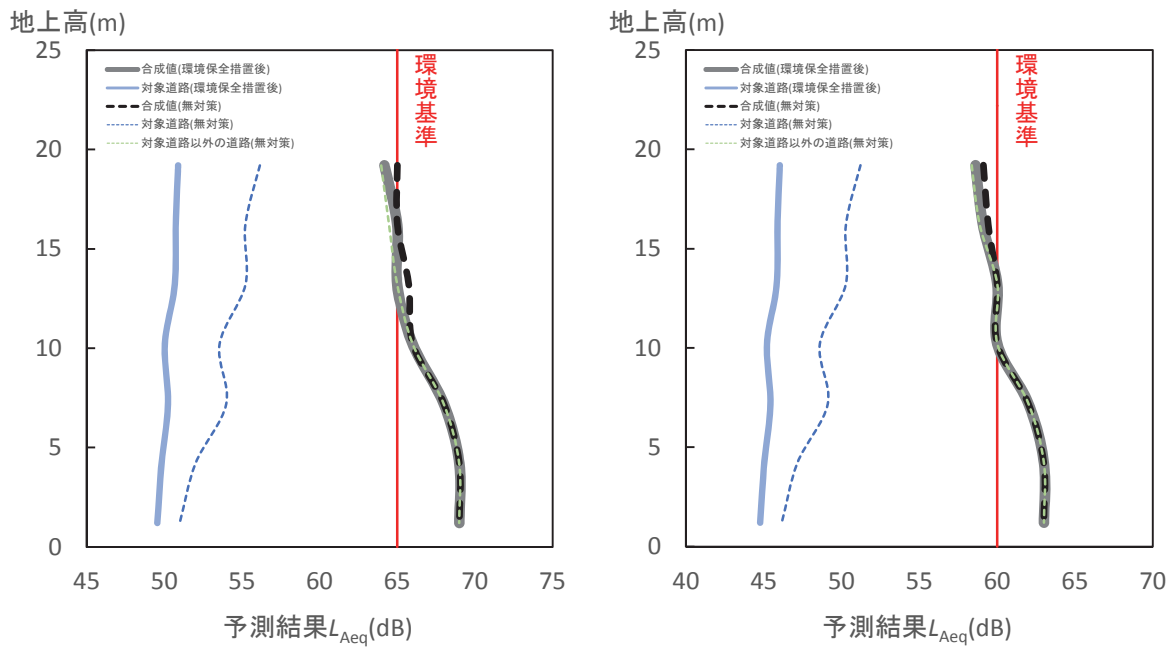 地上高(m)
25
20
15
10
5
0
合成値(環境保全措置後)
対象道路(環境保全措置後)
合成値(無対策)
対象道路(無対策)
対象道路以外の道路(無対策)
環境基準
45 50 55 60 65 70 75
予測結果LAeq(dB)
地上高(m)
25
20
15
10
5
0
合成値(環境保全措置後)
対象道路(環境保全措置後)
合成値(無対策)
対象道路(無対策)
対象道路以外の道路(無対策)
環境基準
40 45 50 55 60 65 70
予測結果LAeq(dB)